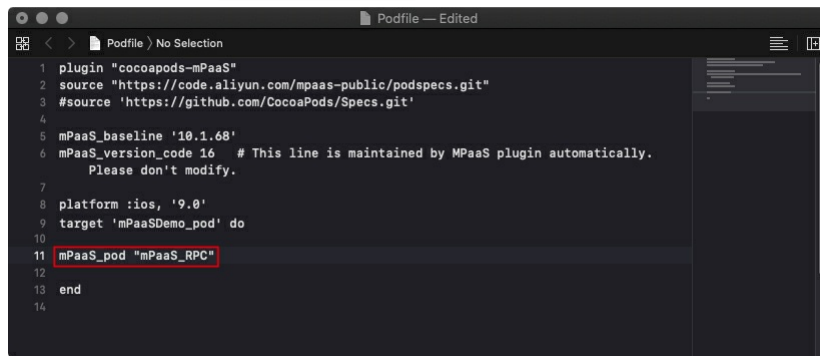 Podfile — Edited
Podfile 〉 No Selection
1 plugin "cocoapods-mPaaS"
2 source "https://code.aliyun.com/mpaas-public/podspecs.git"
3 #source 'https://github.com/CocoaPods/Specs.git'
4
5 mPaaS_baseline '10.1.68'
6 mPaaS_version_code 16   # This line is maintained by MPaaS plugin automatically.
Please don't modify.
7
8 platform :ios, '9.0'
9 target 'mPaaSDemo_pod' do
10
11 mPaaS_pod "mPaaS_RPC"
12
13 end
14